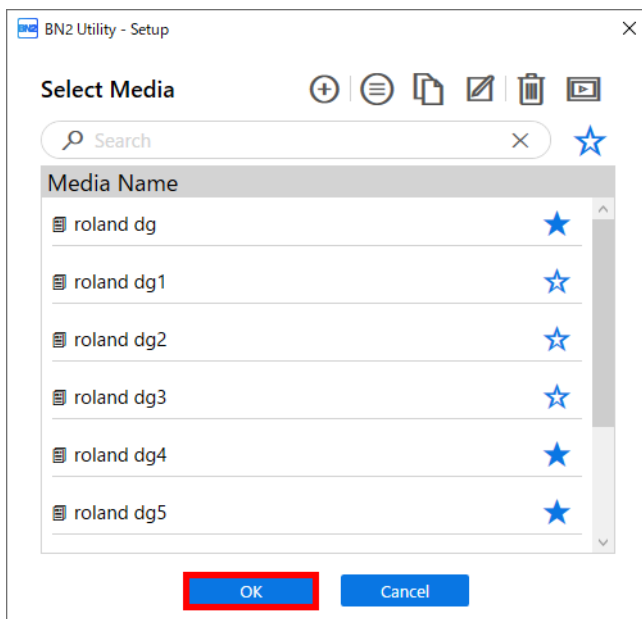 BN2 BN2 Utility - Setup
Select Media
Search
Media Name
roland dg
roland dg1
roland dg2
roland dg3
roland dg4
roland dg5
OK Cancel